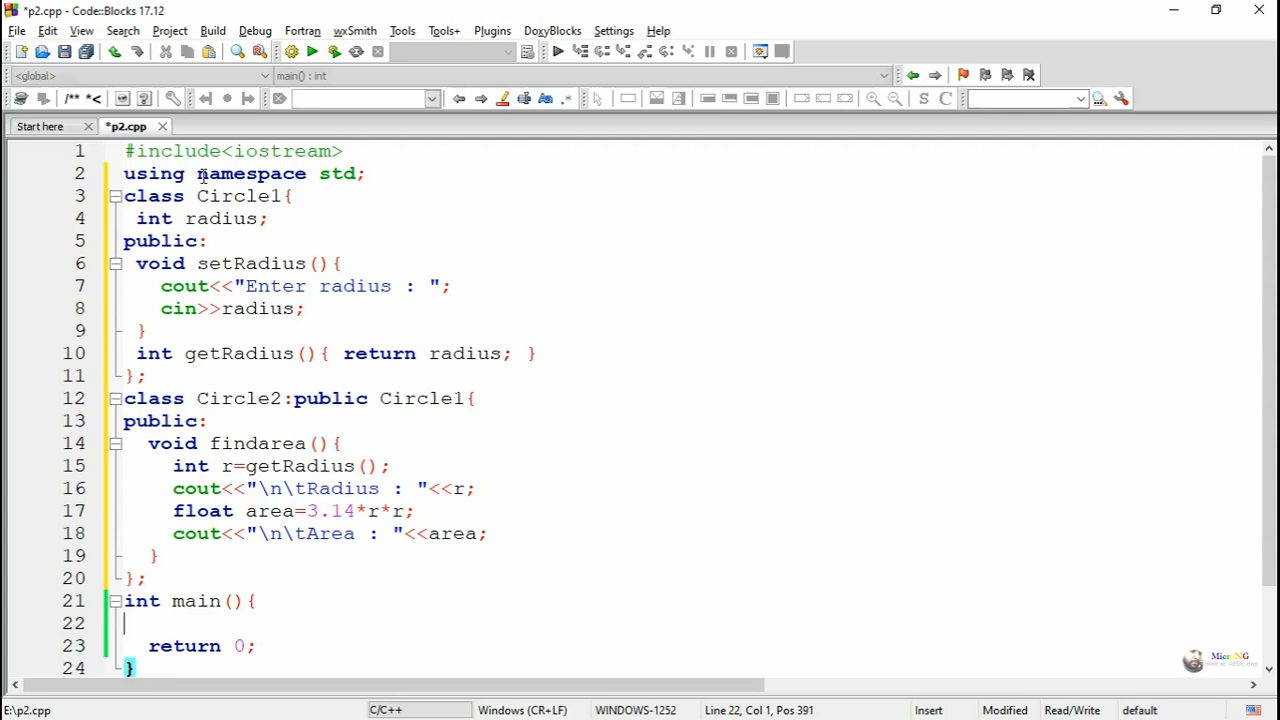 *p2.cpp - Code::Blocks 17.12
File Edit View Search Project Build Debug Fortran wxSmith Tools Tools+ Plugins DoxyBlocks Settings Help
<global> main() : int
/** *< S C
Start here *p2.cpp
1 #include<iostream>
2 using namespace std;
3 class Circle1{
4 int radius;
5 public:
6 void setRadius(){
7 cout<<"Enter radius : ";
8 cin>>radius;
9 }
10 int getRadius(){ return radius; }
11 };
12 class Circle2:public Circle1{
13 public:
14 void findarea(){
15 int r=getRadius();
16 cout<<"\n\tRadius : "<<r;
17 float area=3.14*r*r;
18 cout<<"\n\tArea : "<<area;
19 }
20 };
21 int main(){
22
23 return 0;
24 }
MicroNG
E:\p2.cpp C/C++ Windows (CR+LF) WINDOWS-1252 Line 22, Col 1, Pos 391 Insert Modified Read/Write default